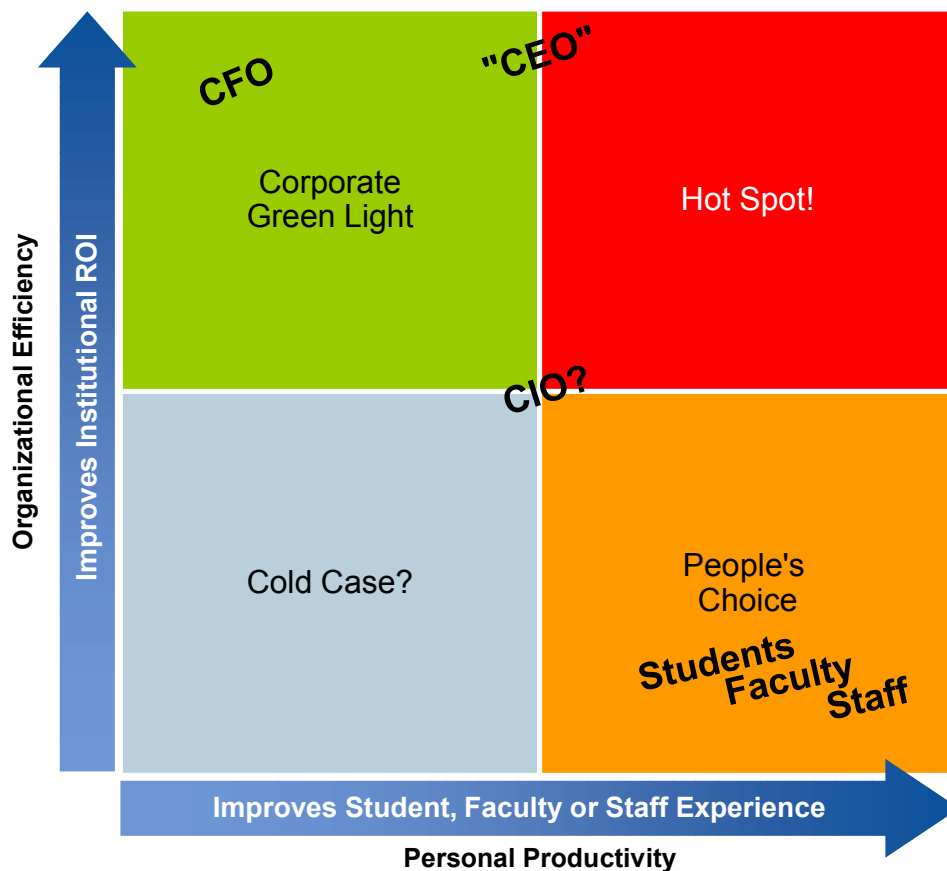 CFO
"CEO"
Corporate
Green Light
Hot Spot!
CIO?
Cold Case?
People's
Choice
Students
Faculty
Staff
Organizational Efficiency
Improves Institutional ROI
Improves Student, Faculty or Staff Experience
Personal Productivity